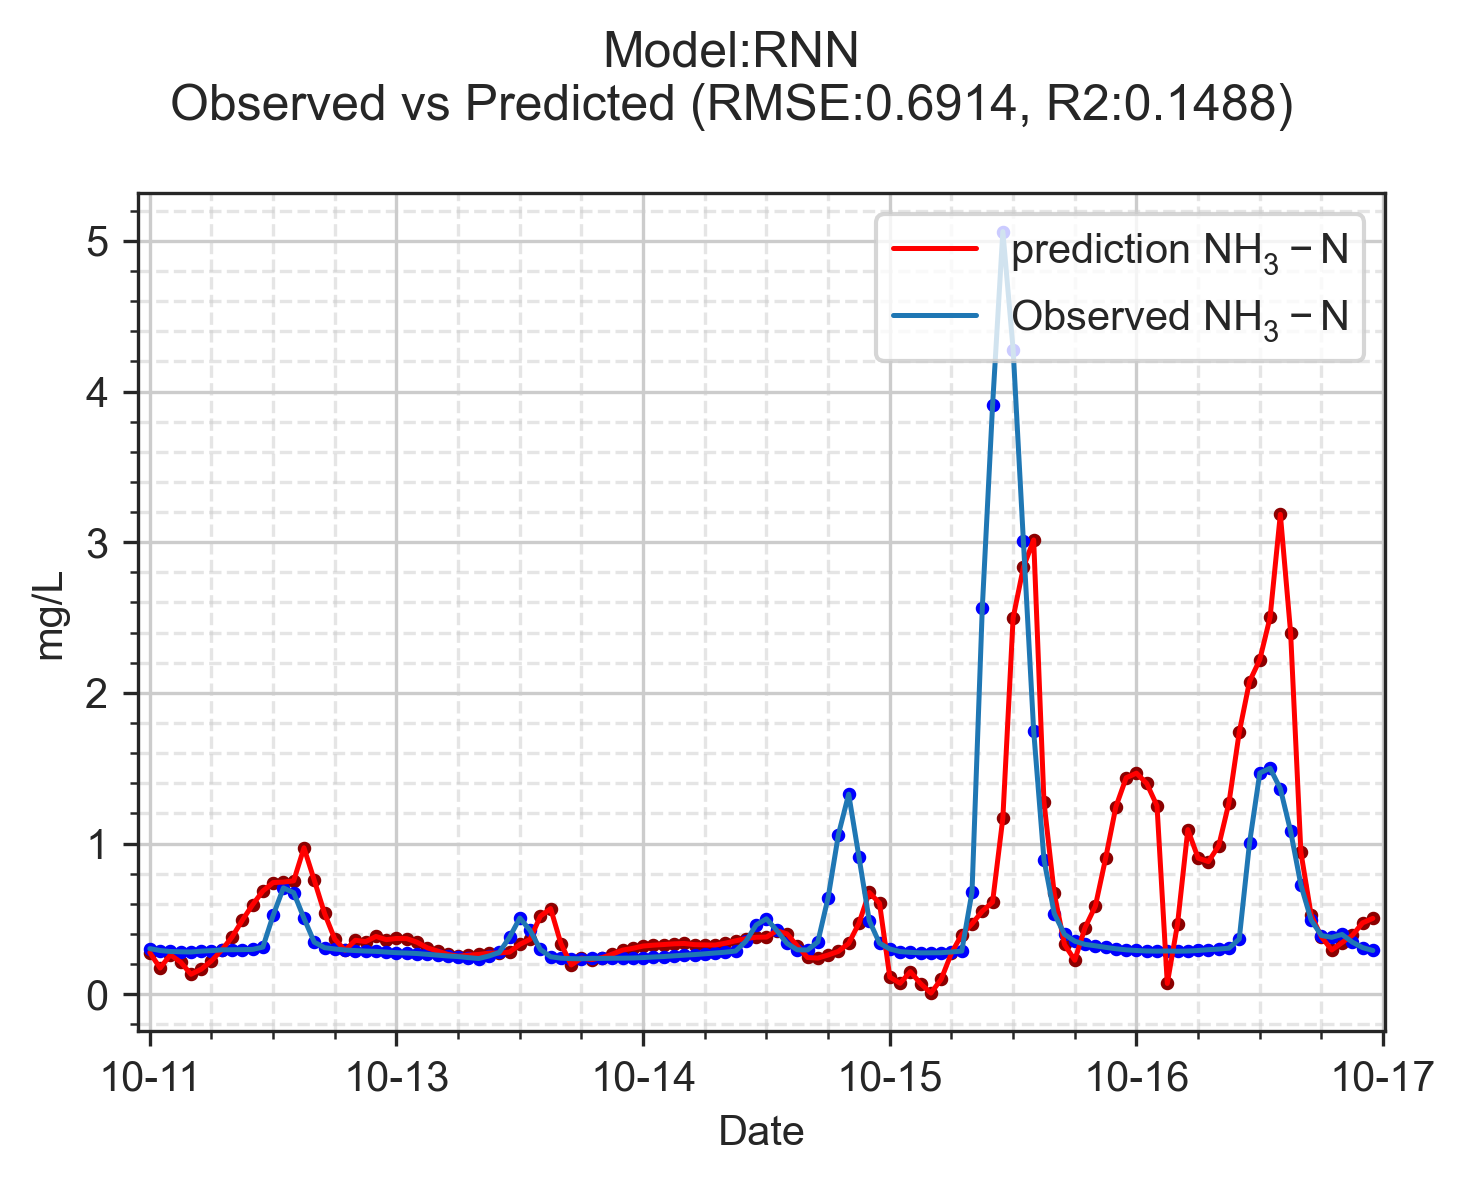 Model:RNN
Observed vs Predicted (RMSE:0.6914, R2:0.1488)
prediction NH₃ − N
Observed NH₃ − N
5
4
3
2
1
0
mg/L
10-11 10-13 10-14 10-15 10-16 10-17
Date